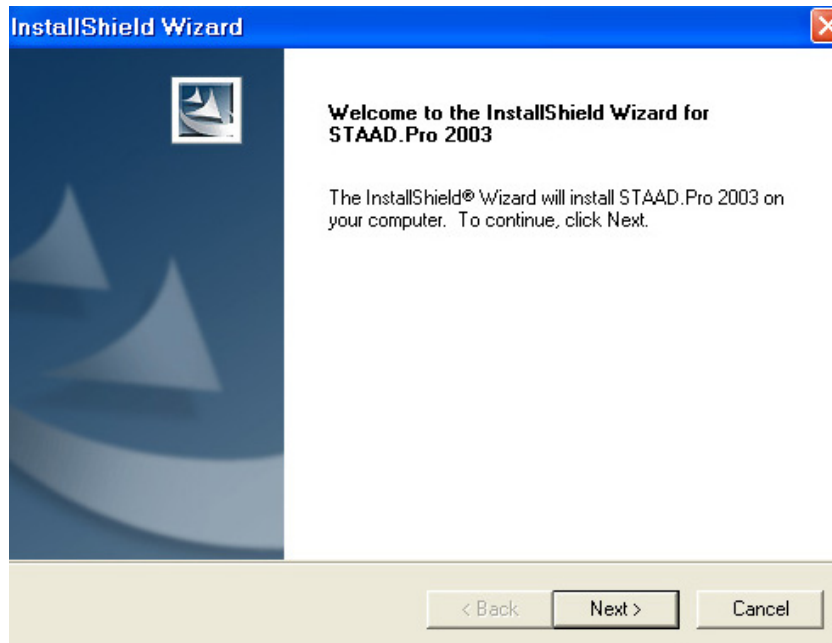 InstallShield Wizard
Welcome to the InstallShield Wizard for
STAAD.Pro 2003
The InstallShield® Wizard will install STAAD.Pro 2003 on
your computer.  To continue, click Next.
< Back
Next >
Cancel